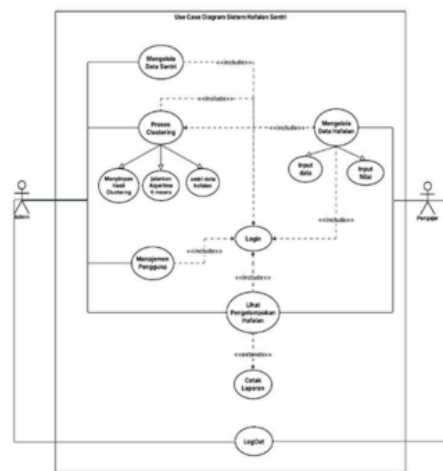 Use Case Diagram Sistem Hafalan Santri
Mengelola
Data Santri
<<include>>
<<include>>
Proses
Clustering
<<include>>
Mengelola
Data Hafalan
Menyimpan
Hasil
Clustering
jalankan
Algoritma
K means
ambil data
hafalan
Input
data
Input
Nilai
Admin
Pengajar
<<include>>
Login
Manajemen
Pengguna
<<include>>
<<include>>
Lihat
Pengelompokan
Hafalan
<<extends>>
Cetak
Laporan
LogOut